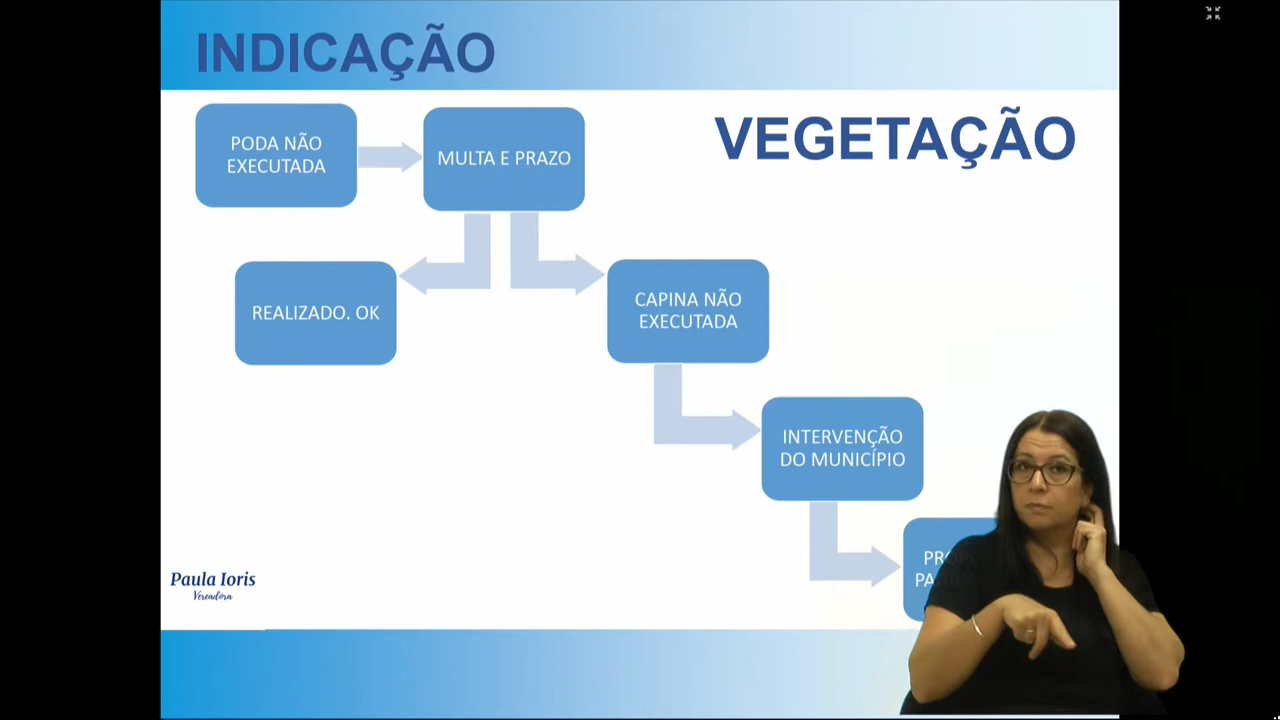 INDICAÇÃO
VEGETAÇÃO
PODA NÃO
EXECUTADA
MULTA E PRAZO
REALIZADO. OK
CAPINA NÃO
EXECUTADA
INTERVENÇÃO
DO MUNICÍPIO
Paula Ioris
Vereadora